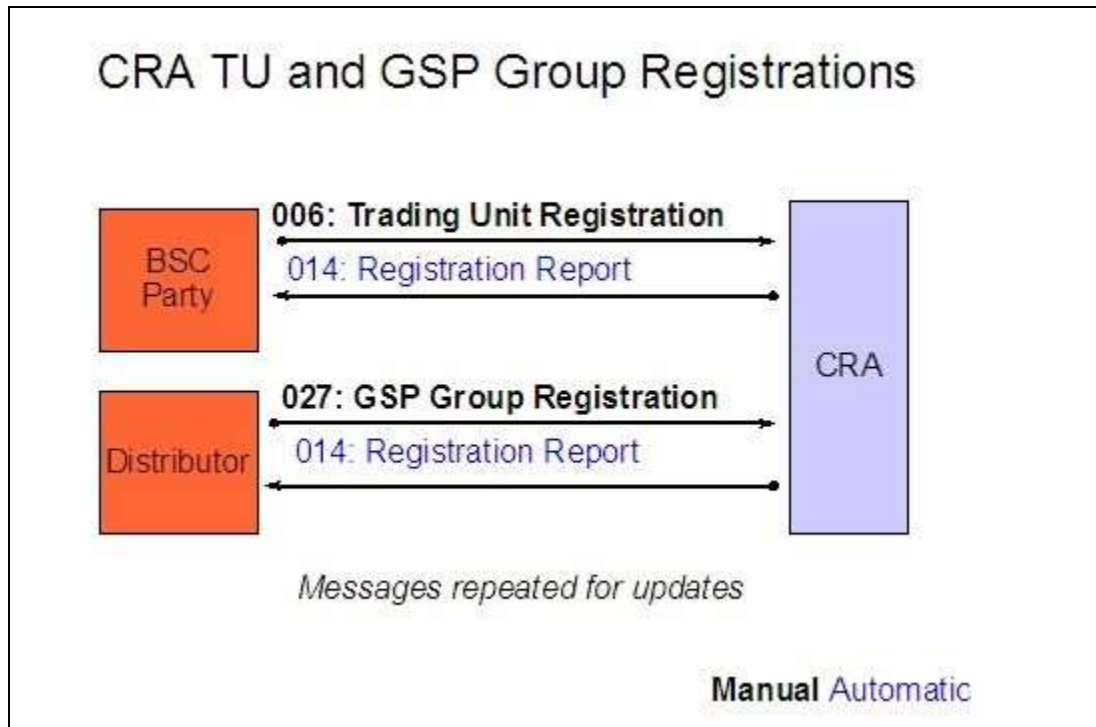 CRA TU and GSP Group Registrations
006: Trading Unit Registration
BSC
Party
014: Registration Report
CRA
027: GSP Group Registration
Distributor
014: Registration Report
Messages repeated for updates
Manual Automatic